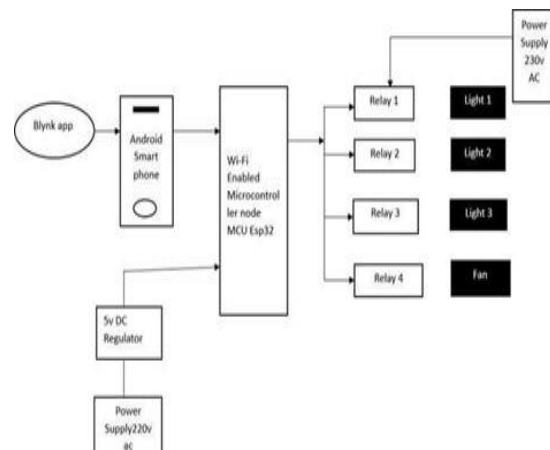 Blynk app
Android
Smart
phone
Wi-Fi
Enabled
Microcontrol
ler node
MCU Esp32
5v DC
Regulator
Power
Supply220v
ac
Relay 1
Relay 2
Relay 3
Relay 4
Light 1
Light 2
Light 3
Fan
Power
Supply
230v
AC